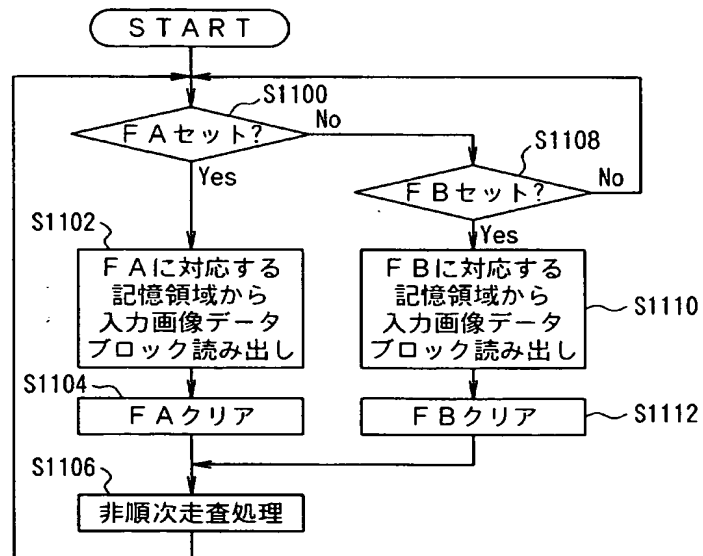 START
S1100
FAセット?
No
Yes
S1108
FBセット?
No
Yes
S1102
FAに対応する
記憶領域から
入力画像データ
ブロック読み出し
FBに対応する
記憶領域から
入力画像データ
ブロック読み出し
S1110
S1104
FAクリア
FBクリア
S1112
S1106
非順次走査処理